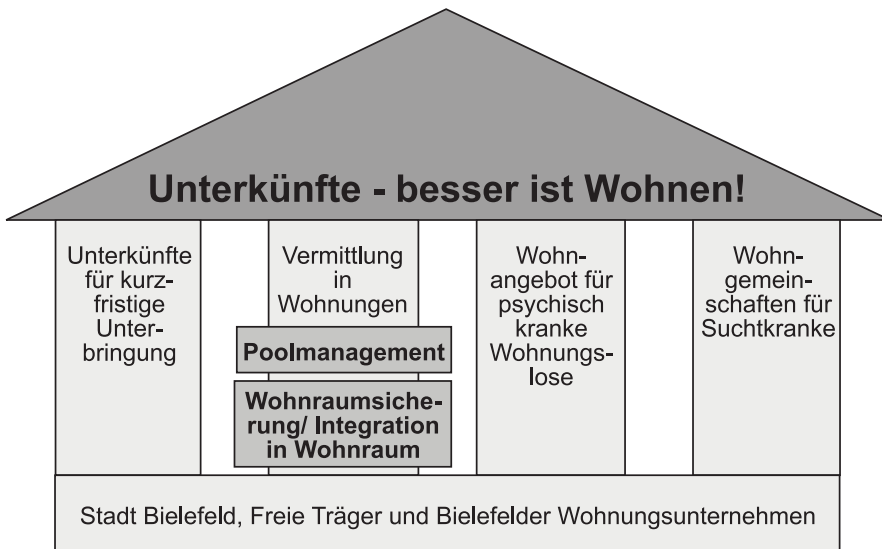 Unterkünfte - besser ist Wohnen!
Unterkünfte
für kurz-
fristige
Unter-
bringung
Vermittlung
in
Wohnungen
Poolmanagement
Wohnraumsiche-
rung/ Integration
in Wohnraum
Wohn-
angebot für
psychisch
kranke
Wohnungs-
lose
Wohn-
gemein-
schaften für
Suchtkranke
Stadt Bielefeld, Freie Träger und Bielefelder Wohnungsunternehmen